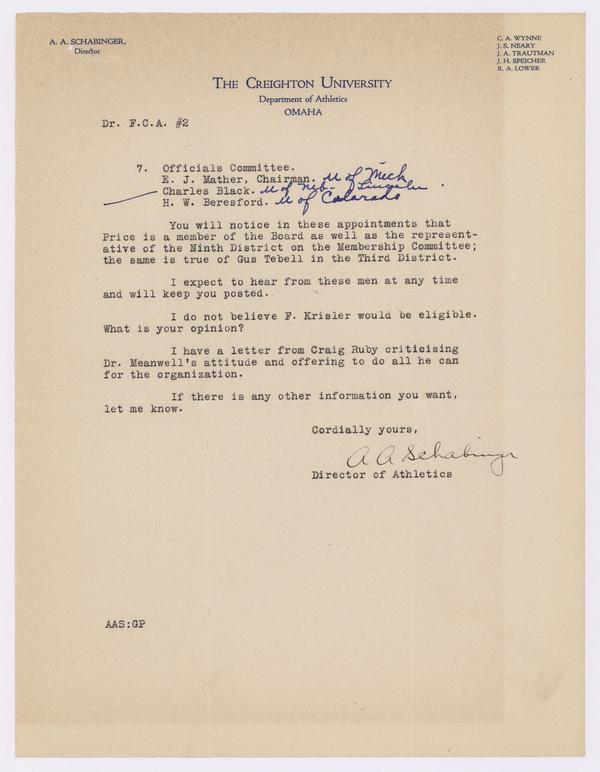 A. A. SCHABINGER,
Director
C. A. WYNNE
J. S. NEARY
J. A. TRAUTMAN
J. H. SPEICHER
R. A. LOWER
THE CREIGHTON UNIVERSITY
Department of Athletics
OMAHA
Dr. F.C.A. #2
7. Officials Committee.
E. J. Mather, Chairman. U of Mich
Charles Black. U of Neb- Lincoln
H. W. Beresford. U of Colorado
You will notice in these appointments that
Price is a member of the Board as well as the represent-
ative of the Ninth District on the Membership Committee;
the same is true of Gus Tebell in the Third District.
I expect to hear from these men at any time
and will keep you posted.
I do not believe F. Krisler would be eligible.
What is your opinion?
I have a letter from Craig Ruby criticising
Dr. Meanwell's attitude and offering to do all he can
for the organization.
If there is any other information you want,
let me know.
Cordially yours,
A A Schabinger
Director of Athletics
AAS:GP